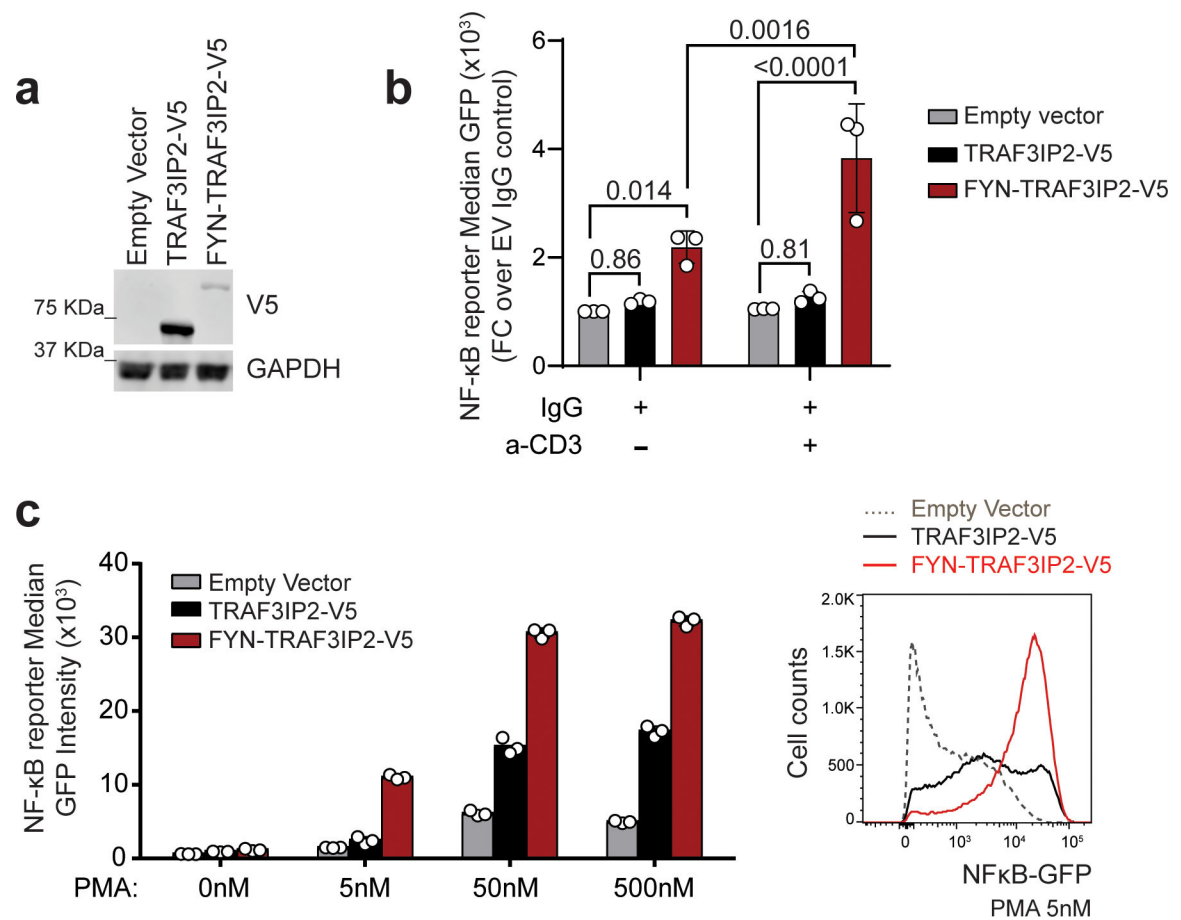 a
Empty Vector
TRAF3IP2-V5
FYN-TRAF3IP2-V5
75 KDa
37 KDa
V5
GAPDH
b
NF-κB reporter Median GFP (x10³)
(FC over EV IgG control)
6
4
2
0
0.0016
<0.0001
0.014
0.86
0.81
IgG + +
a-CD3 – +
Empty vector
TRAF3IP2-V5
FYN-TRAF3IP2-V5
c
NF-κB reporter Median
GFP Intensity (x10³)
40
30
20
10
0
Empty Vector
TRAF3IP2-V5
FYN-TRAF3IP2-V5
PMA: 0nM 5nM 50nM 500nM
Empty Vector
TRAF3IP2-V5
FYN-TRAF3IP2-V5
Cell counts
2.0K
1.5K
1.0K
500
0
0 10³ 10⁴ 10⁵
NFκB-GFP
PMA 5nM